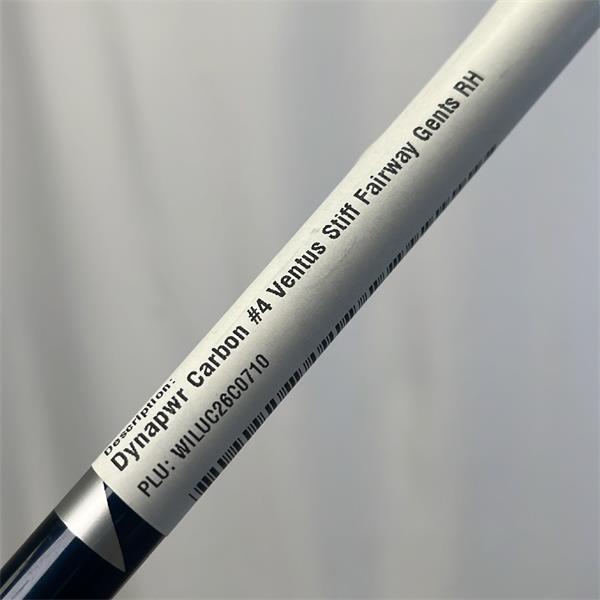 Description:
Dynapwr Carbon #4 Ventus Stiff Fairway Gents RH
PLU: WILUC26C0710